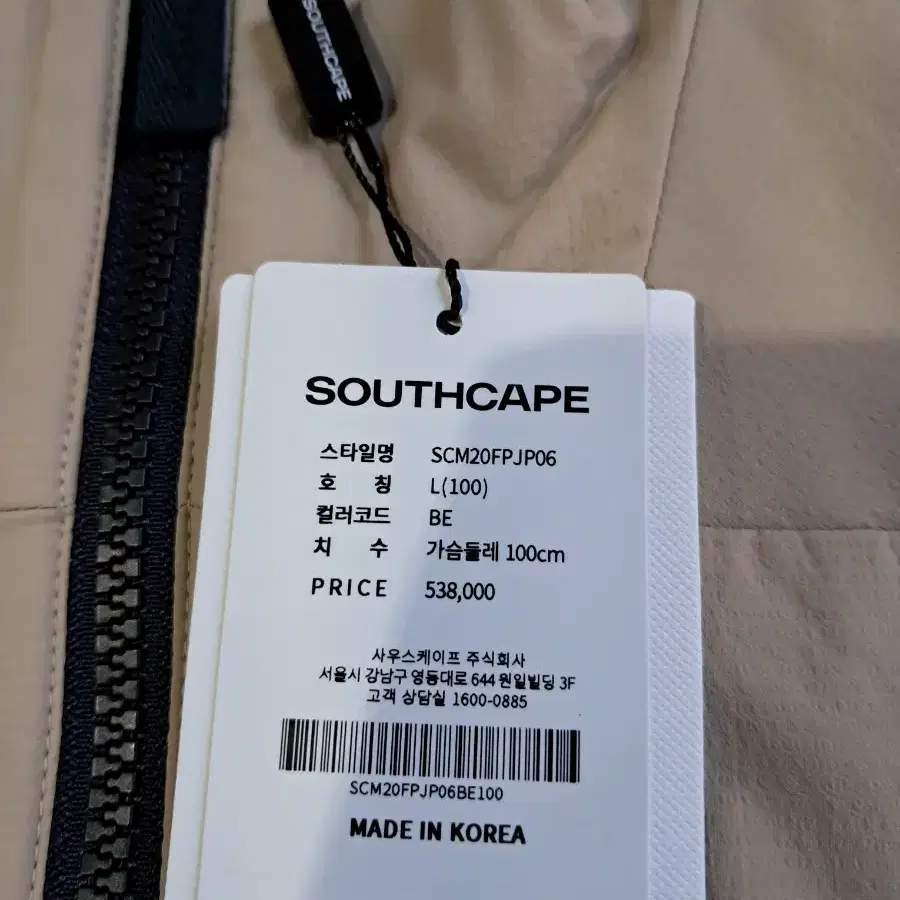 SOUTHCAPE
SOUTHCAPE
스타일명 SCM20FPJP06
호 칭 L(100)
컬러코드 BE
치 수 가슴둘레 100cm
PRICE 538,000
사우스케이프 주식회사
서울시 강남구 영동대로 644 원일빌딩 3F
고객 상담실 1600-0885
SCM20FPJP06BE100
MADE IN KOREA